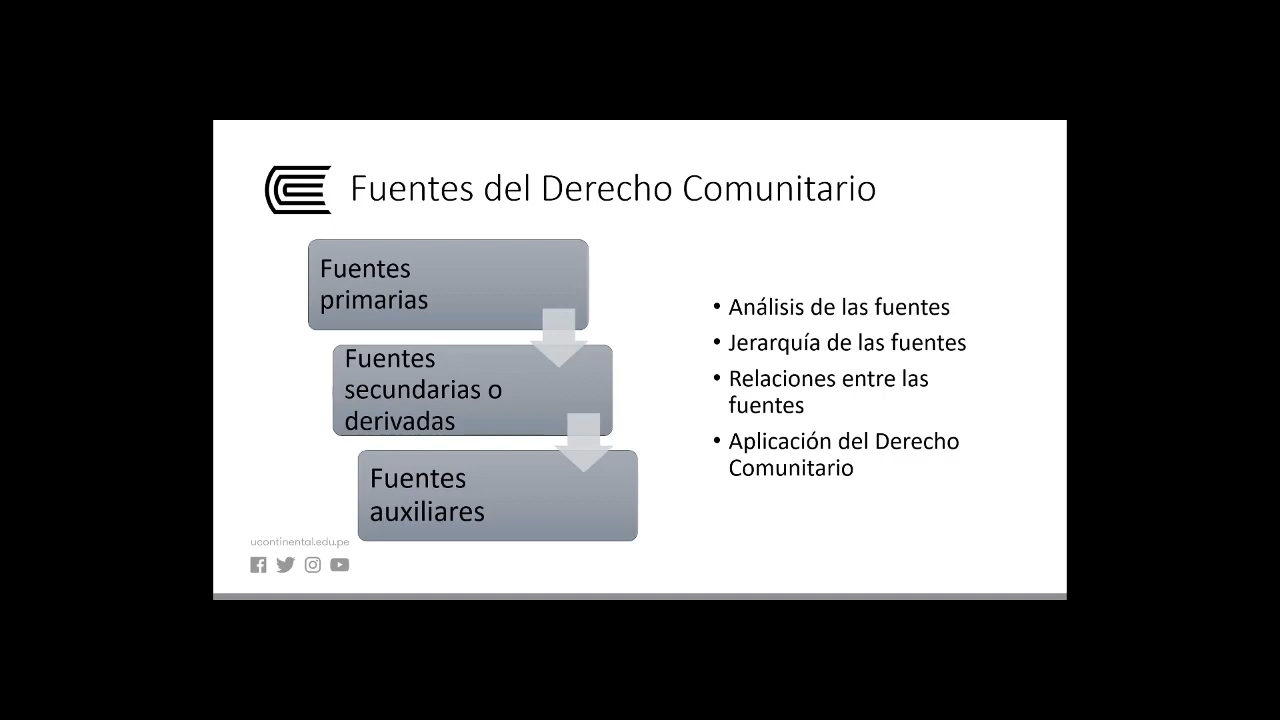 Fuentes del Derecho Comunitario
Fuentes
primarias
Fuentes
secundarias o
derivadas
Fuentes
auxiliares
• Análisis de las fuentes
• Jerarquía de las fuentes
• Relaciones entre las
fuentes
• Aplicación del Derecho
Comunitario
ucontinental.edu.pe